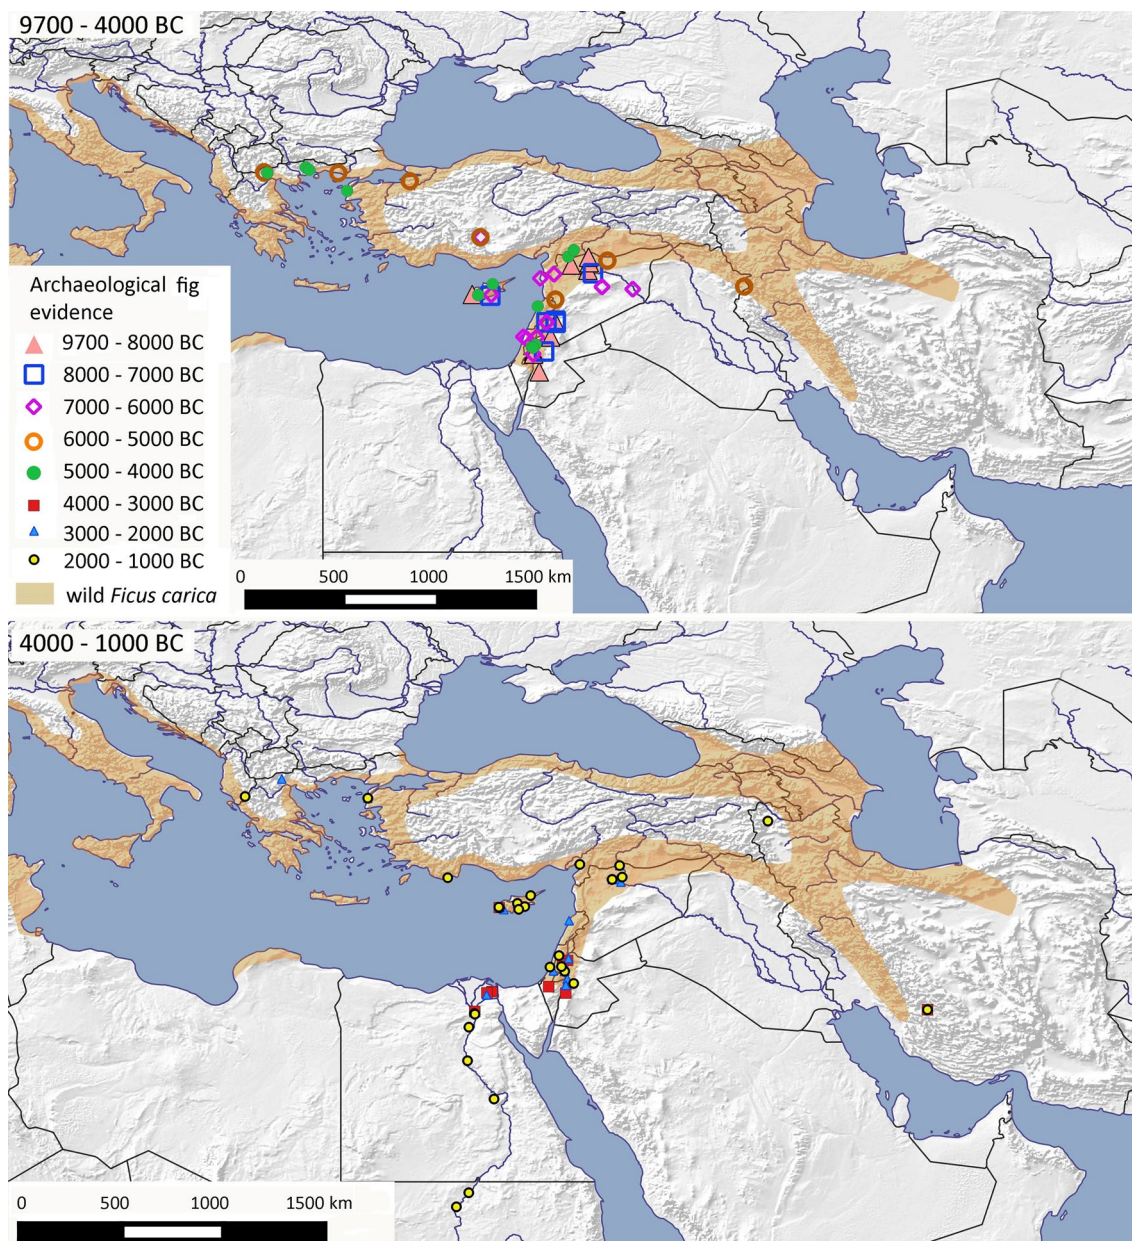 9700 - 4000 BC
Archaeological fig
evidence
9700 - 8000 BC
8000 - 7000 BC
7000 - 6000 BC
6000 - 5000 BC
5000 - 4000 BC
4000 - 3000 BC
3000 - 2000 BC
2000 - 1000 BC
wild Ficus carica
0 500 1000 1500 km
4000 - 1000 BC
0 500 1000 1500 km